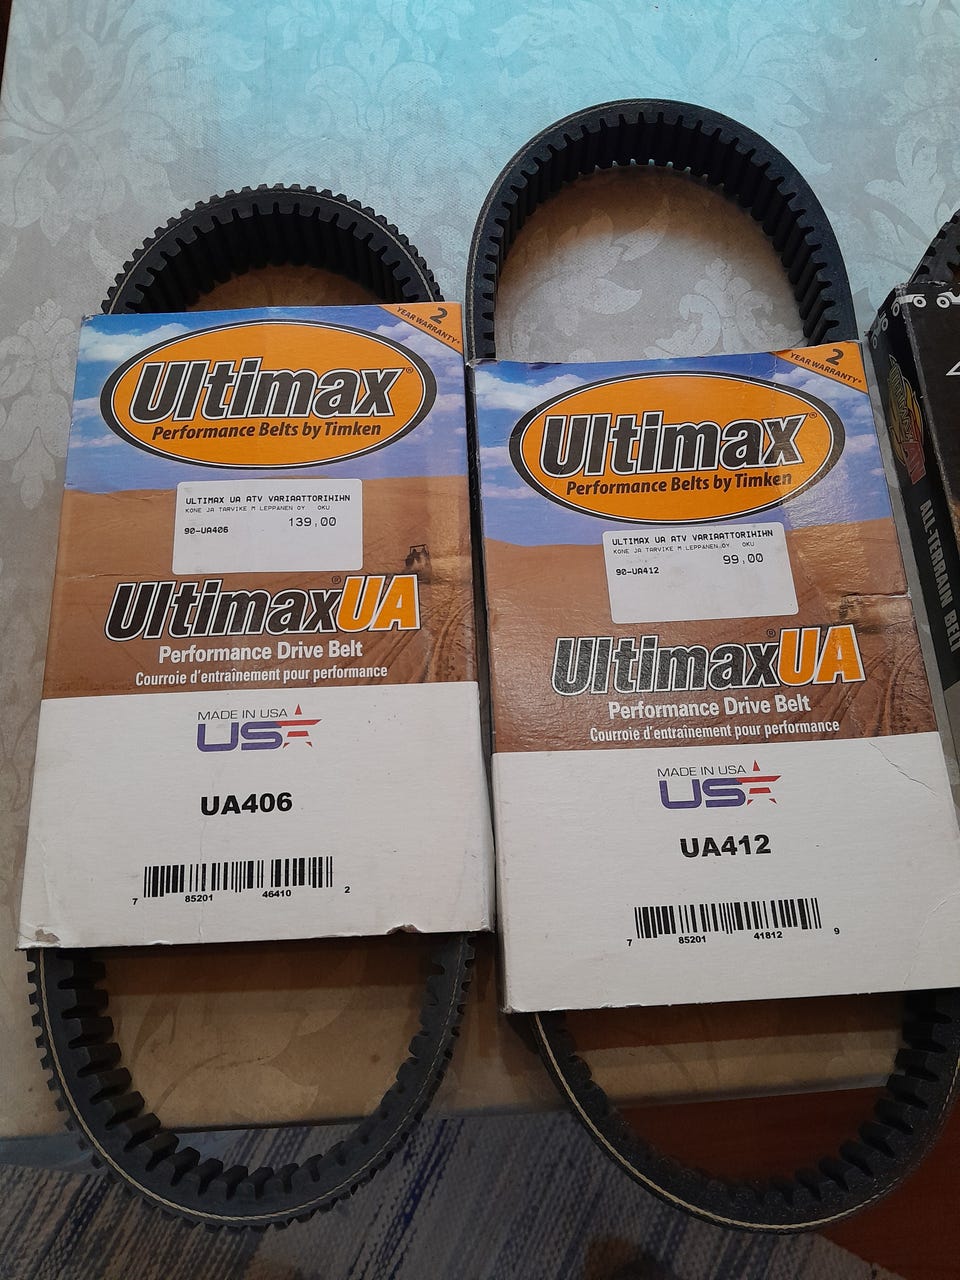 2
YEAR WARRANTY*
Ultimax®
Performance Belts by Timken
ULTIMAX UA ATV VARIAATTORIHIHN
KONE JA TARVIKE M LEPPANEN OY OKU
90-UA406
139,00
Ultimax®UA
Performance Drive Belt
Courroie d'entraînement pour performance
MADE IN USA
USA
UA406
7 85201 46410 2
2
YEAR WARRANTY*
Ultimax®
Performance Belts by Timken
ULTIMAX UA ATV VARIAATTORIHIHN
KONE JA TARVIKE M LEPPANEN OY OKU
90-UA412
99,00
Ultimax®UA
Performance Drive Belt
Courroie d'entraînement pour performance
MADE IN USA
USA
UA412
7 85201 41812 9
ALL-TERRAIN BELT